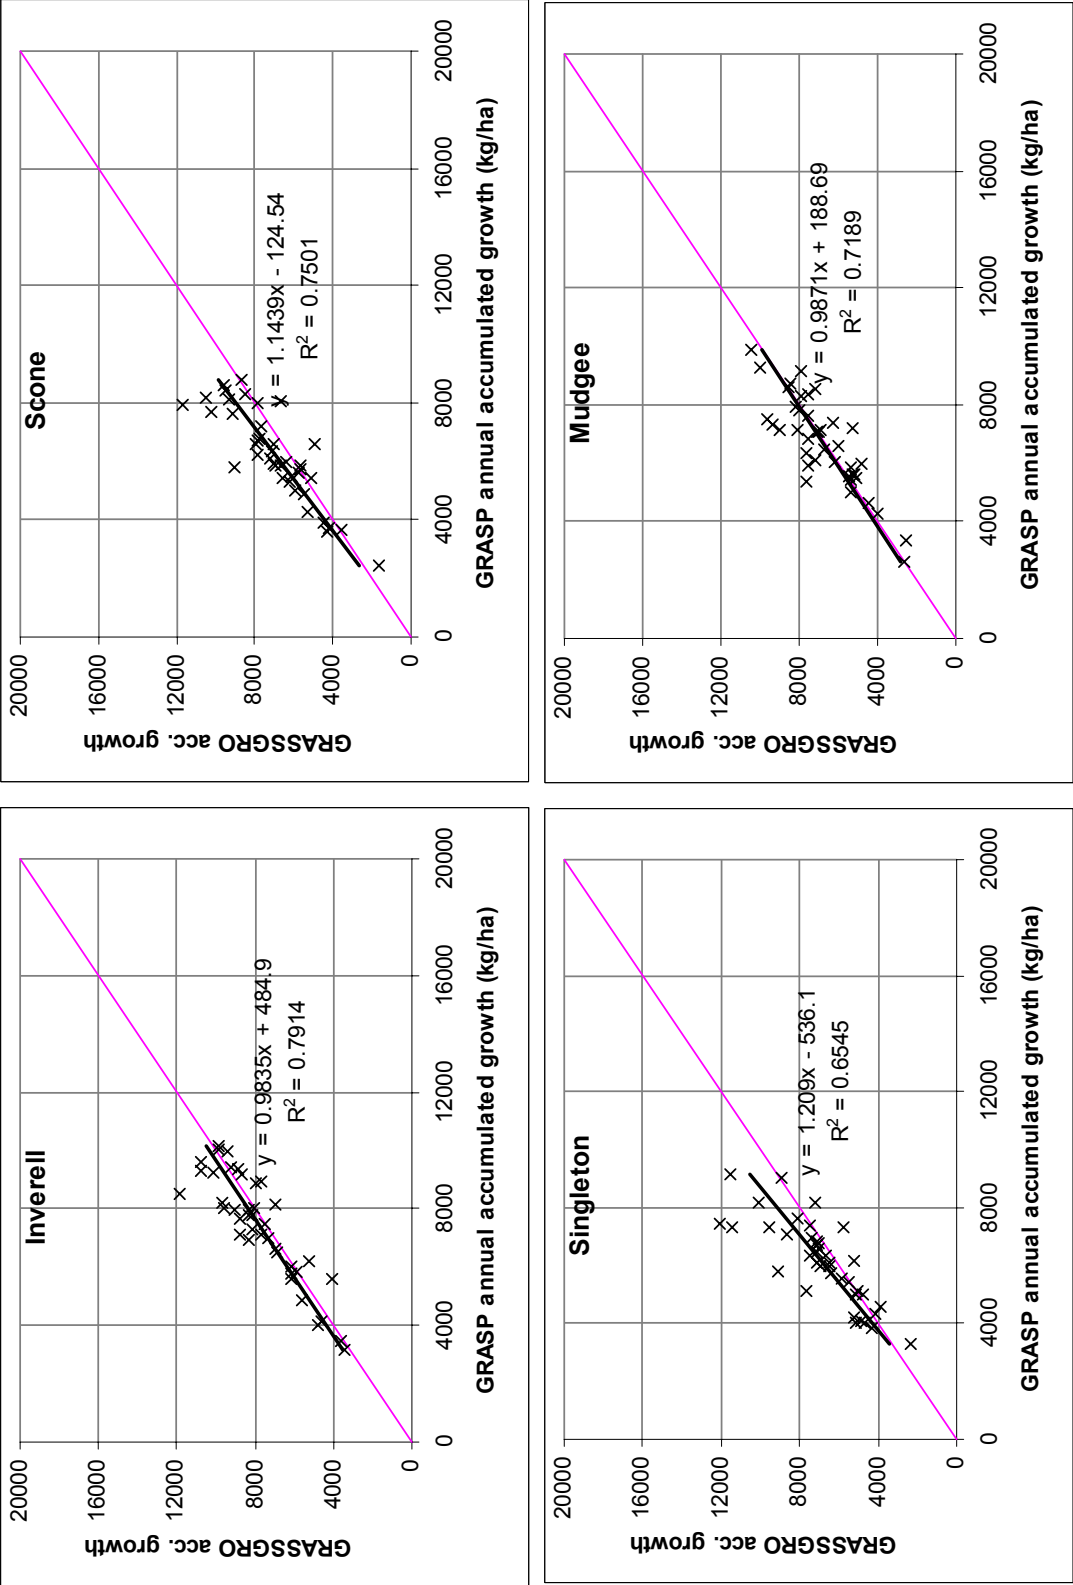 Inverell
20000
16000
12000
8000
4000
0
GRASSGRO acc. growth
y = 0.9835x + 484.9
R² = 0.7914
0
4000
8000
12000
16000
20000
GRASP annual accumulated growth (kg/ha)
Scone
20000
16000
12000
8000
4000
0
GRASSGRO acc. growth
y = 1.1439x - 124.54
R² = 0.7501
0
4000
8000
12000
16000
20000
GRASP annual accumulated growth (kg/ha)
Singleton
20000
16000
12000
8000
4000
0
GRASSGRO acc. growth
y = 1.209x - 536.1
R² = 0.6545
0
4000
8000
12000
16000
20000
GRASP annual accumulated growth (kg/ha)
Mudgee
20000
16000
12000
8000
4000
0
GRASSGRO acc. growth
y = 0.9871x + 188.69
R² = 0.7189
0
4000
8000
12000
16000
20000
GRASP annual accumulated growth (kg/ha)